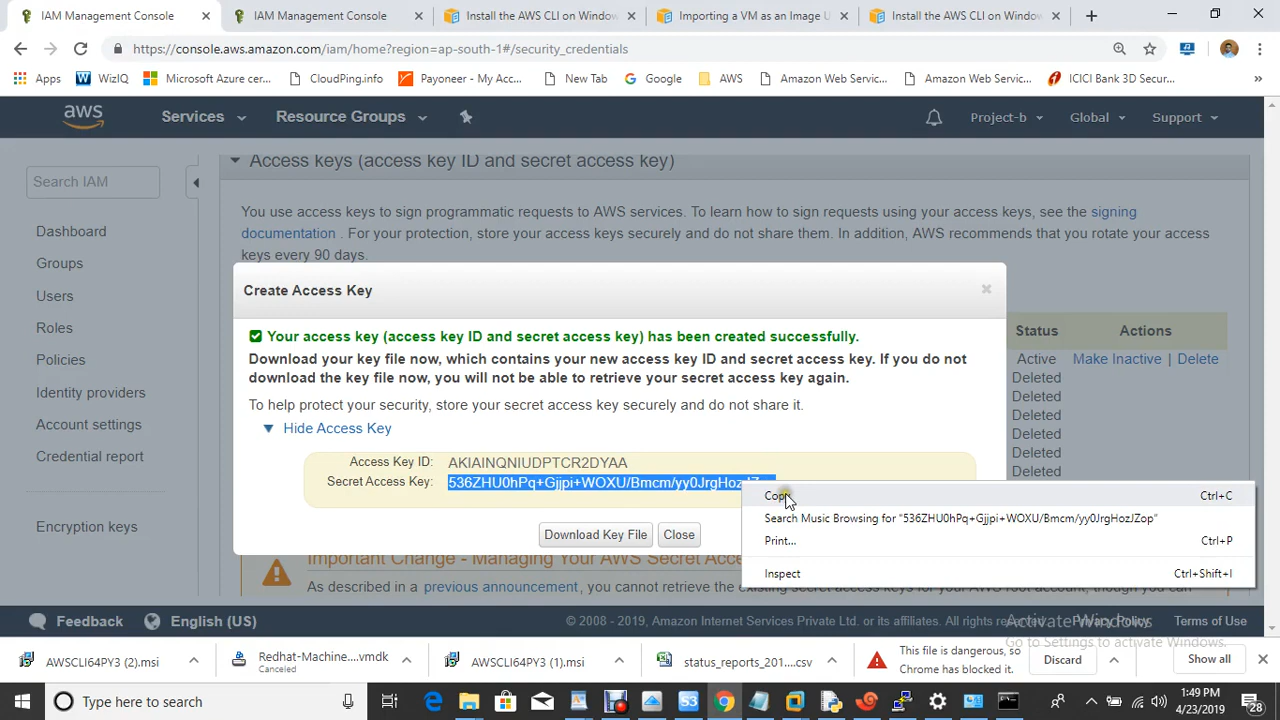 IAM Management Console
IAM Management Console
Install the AWS CLI on Window
Importing a VM as an Image U
Install the AWS CLI on Window
https://console.aws.amazon.com/iam/home?region=ap-south-1#/security_credentials
Apps
WizIQ
Microsoft Azure cer...
CloudPing.info
Payoneer - My Acc...
New Tab
Google
AWS
Amazon Web Servic...
Amazon Web Servic...
ICICI Bank 3D Secur...
»
aws
Services
Resource Groups
Project-b
Global
Support
Search IAM
Dashboard
Groups
Users
Roles
Policies
Identity providers
Account settings
Credential report
Encryption keys
Access keys (access key ID and secret access key)
You use access keys to sign programmatic requests to AWS services. To learn how to sign requests using your access keys, see the signing
documentation . For your protection, store your access keys securely and do not share them. In addition, AWS recommends that you rotate your access
keys every 90 days.
Create Access Key
Your access key (access key ID and secret access key) has been created successfully.
Download your key file now, which contains your new access key ID and secret access key. If you do not
download the key file now, you will not be able to retrieve your secret access key again.
To help protect your security, store your secret access key securely and do not share it.
Hide Access Key
Access Key ID: AKIAINQNIUDPTCR2DYAA
Secret Access Key: 536ZHU0hPq+Gjjpi+WOXU/Bmcm/yy0JrgHozJZop
Download Key File
Close
Status
Actions
Active
Make Inactive | Delete
Deleted
Deleted
Deleted
Deleted
Deleted
Deleted
Copy
Ctrl+C
Search Music Browsing for “536ZHU0hPq+Gjjpi+WOXU/Bmcm/yy0JrgHozJZop”
Print...
Ctrl+P
Inspect
Ctrl+Shift+I
Important Change - Managing Your AWS Secret Acce
As described in a previous announcement, you cannot retrieve the existing secret access keys for your AWS root account, though you can
Feedback
English (US)
© 2008 - 2019, Amazon Internet Services Private Ltd. or its affiliates. All rights reserved.
Privacy Policy
Terms of Use
Activate Windows
Go to Settings to activate Windows.
AWSCLI64PY3 (2).msi
Redhat-Machine....vmdk
Canceled
AWSCLI64PY3 (1).msi
status_reports_201....csv
This file is dangerous, so
Chrome has blocked it.
Discard
Show all
Type here to search
S3
1:49 PM
4/23/2019
28